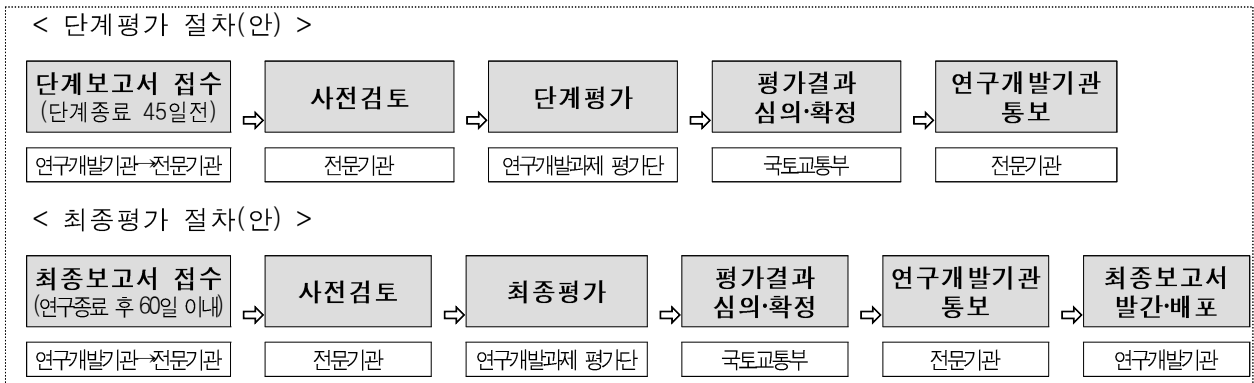 < 단계평가 절차(안) >
단계보고서 접수
(단계종료 45일전)
⇨
사전검토
⇨
단계평가
⇨
평가결과
심의·확정
⇨
연구개발기관
통보
연구개발기관→전문기관
전문기관
연구개발과제 평가단
국토교통부
전문기관
< 최종평가 절차(안) >
최종보고서 접수
(연구종료 후 60일 이내)
⇨
사전검토
⇨
최종평가
⇨
평가결과
심의·확정
⇨
연구개발기관
통보
⇨
최종보고서
발간·배포
연구개발기관→전문기관
전문기관
연구개발과제 평가단
국토교통부
전문기관
연구개발기관